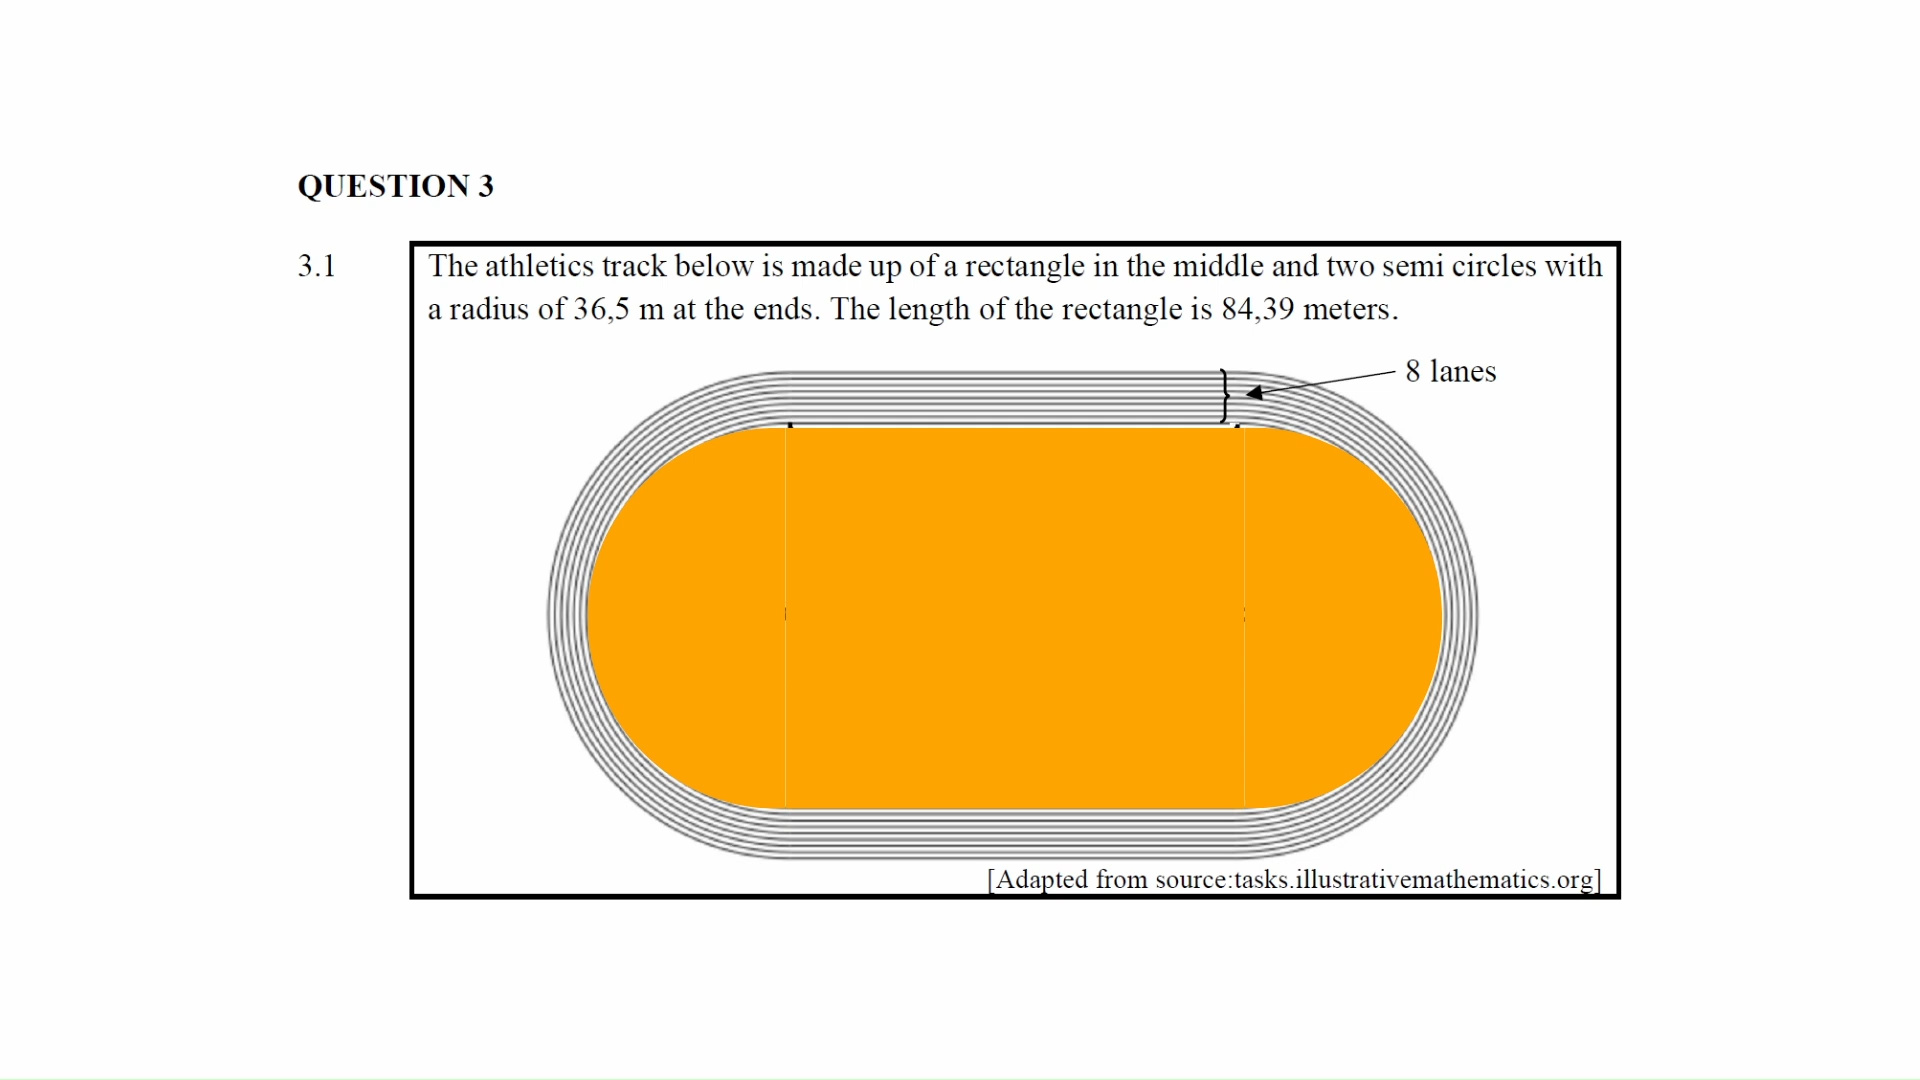 QUESTION 3
3.1
The athletics track below is made up of a rectangle in the middle and two semi circles with
a radius of 36,5 m at the ends. The length of the rectangle is 84,39 meters.
8 lanes
[Adapted from source:tasks.illustrativemathematics.org]